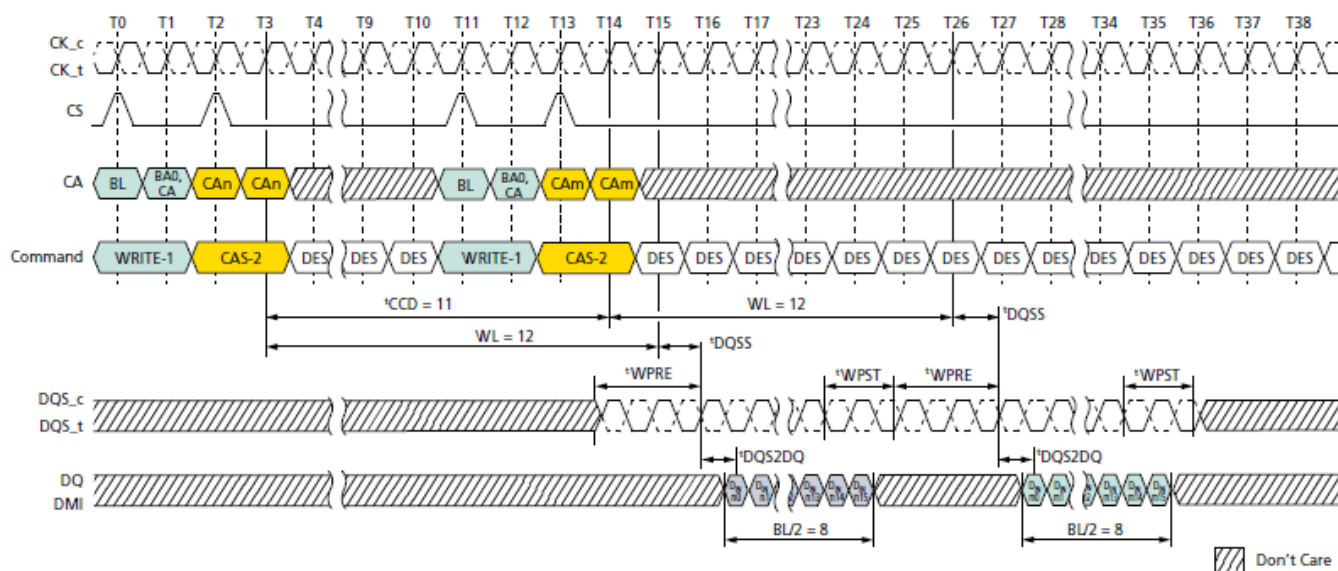 T0 T1 T2 T3 T4 T9 T10 T11 T12 T13 T14 T15 T16 T17 T23 T24 T25 T26 T27 T28 T34 T35 T36 T37 T38
CK_c
CK_t
CS
CA BL BA0, CA CAn CAn BL BA0, CA CAm CAm
Command WRITE-1 CAS-2 DES DES DES WRITE-1 CAS-2 DES DES DES DES DES DES DES DES DES DES DES DES DES DES
tCCD = 11 WL = 12 tDQSS
WL = 12 tDQSS
tWPRE tWPST tWPRE tWPST
DQS_c
DQS_t
tDQS2DQ tDQS2DQ
DQ
DMI
BL/2 = 8 BL/2 = 8
Don't Care